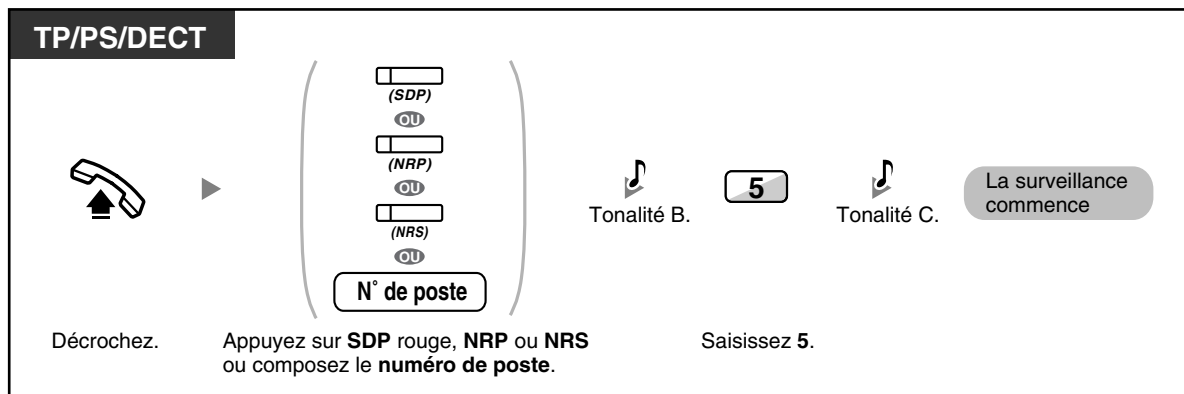 TP/PS/DECT
(SDP)
OU
(NRP)
OU
(NRS)
OU
N˚ de poste
Tonalité B.
5
Tonalité C.
La surveillance
commence
Décrochez.
Appuyez sur SDP rouge, NRP ou NRS
ou composez le numéro de poste.
Saisissez 5.